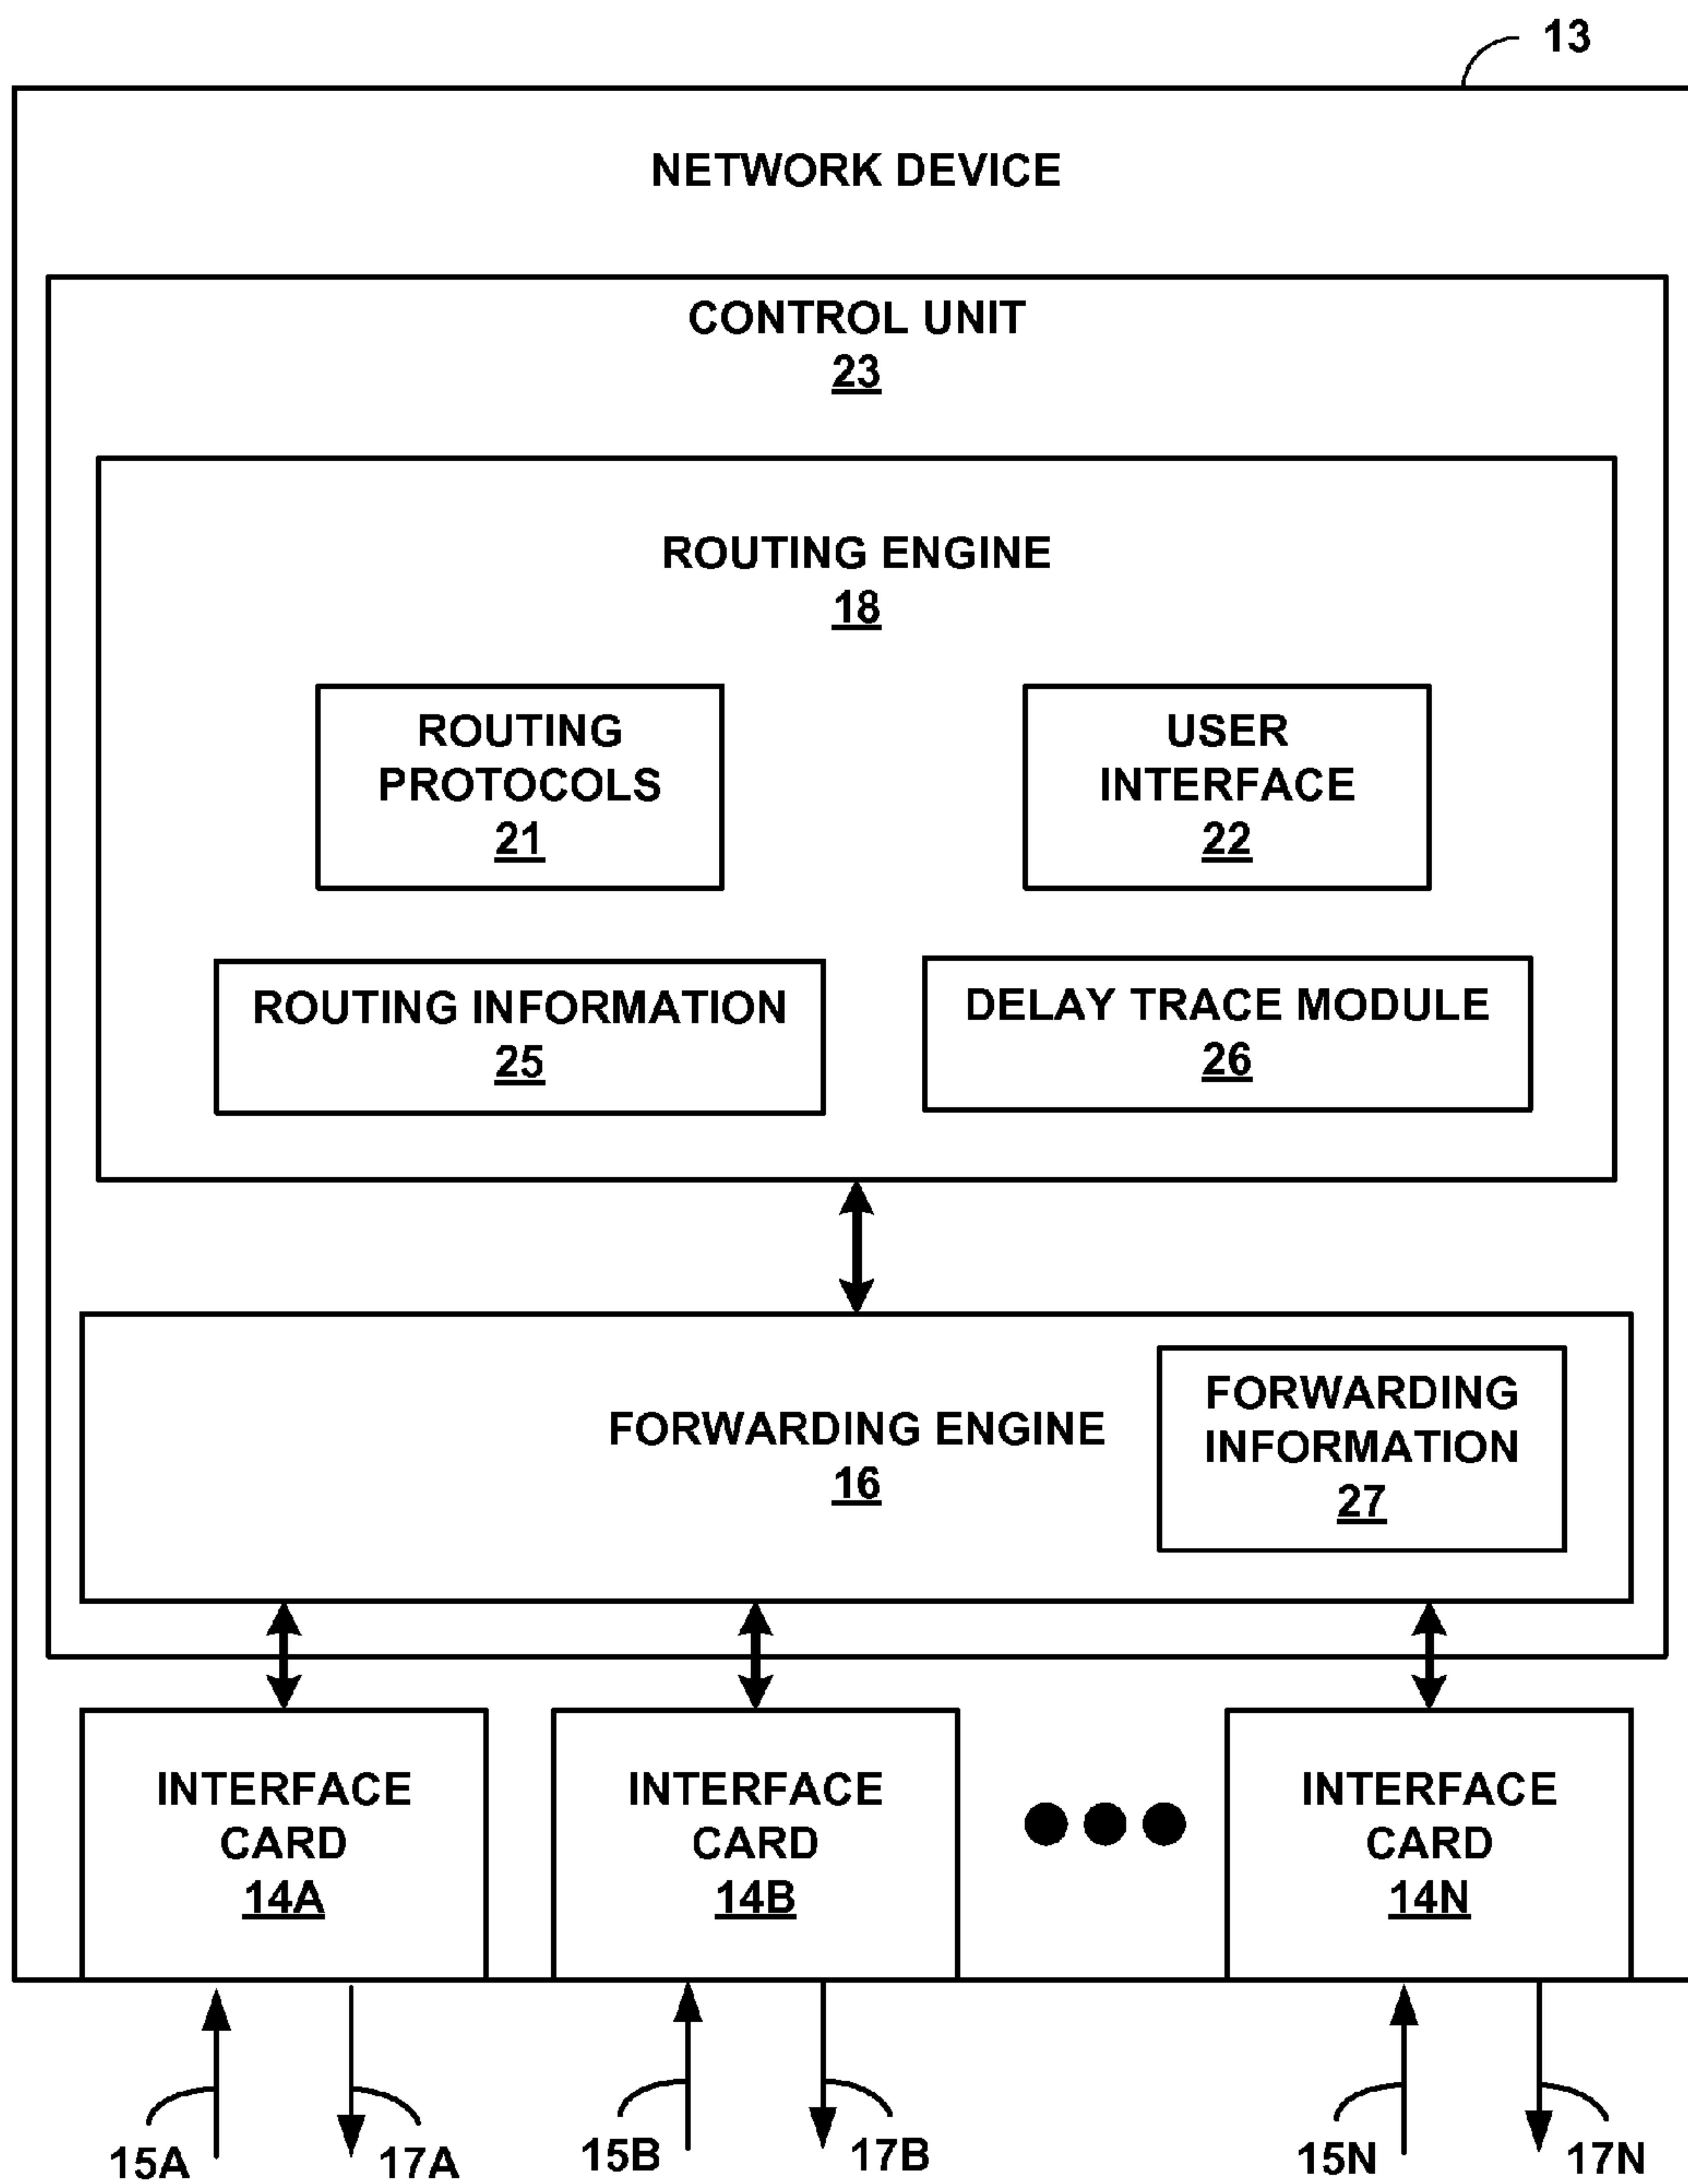 13
NETWORK DEVICE
CONTROL UNIT
23
ROUTING ENGINE
18
ROUTING
PROTOCOLS
21
USER
INTERFACE
22
ROUTING INFORMATION
25
DELAY TRACE MODULE
26
FORWARDING ENGINE
16
FORWARDING
INFORMATION
27
INTERFACE
CARD
14A
INTERFACE
CARD
14B
INTERFACE
CARD
14N
15A
17A
15B
17B
15N
17N